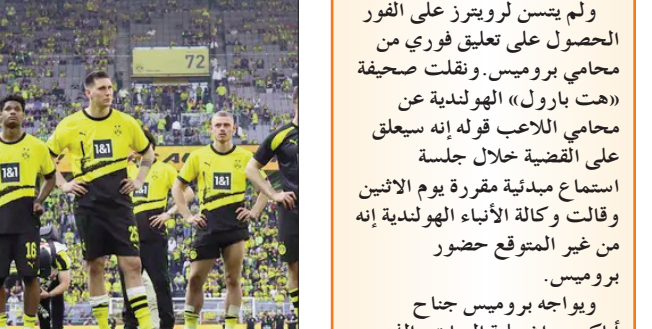 ولم يتسن لرويترز على الفور
الحصول على تعليق فوري من
محامي بروميس.ونقلت صحيفة
«هت بارول» الهولندية عن
محامي اللاعب قوله إنه سيعلق
على القضية خلال جلسة
استماع مبدئية مقررة يوم الاثنين
وقالت وكالة الأنباء الهولندية إنه
من غير المتوقع حضور
بروميس.
ويواجه بروميس جناح
72
1&1
1&1
1&1
16
25